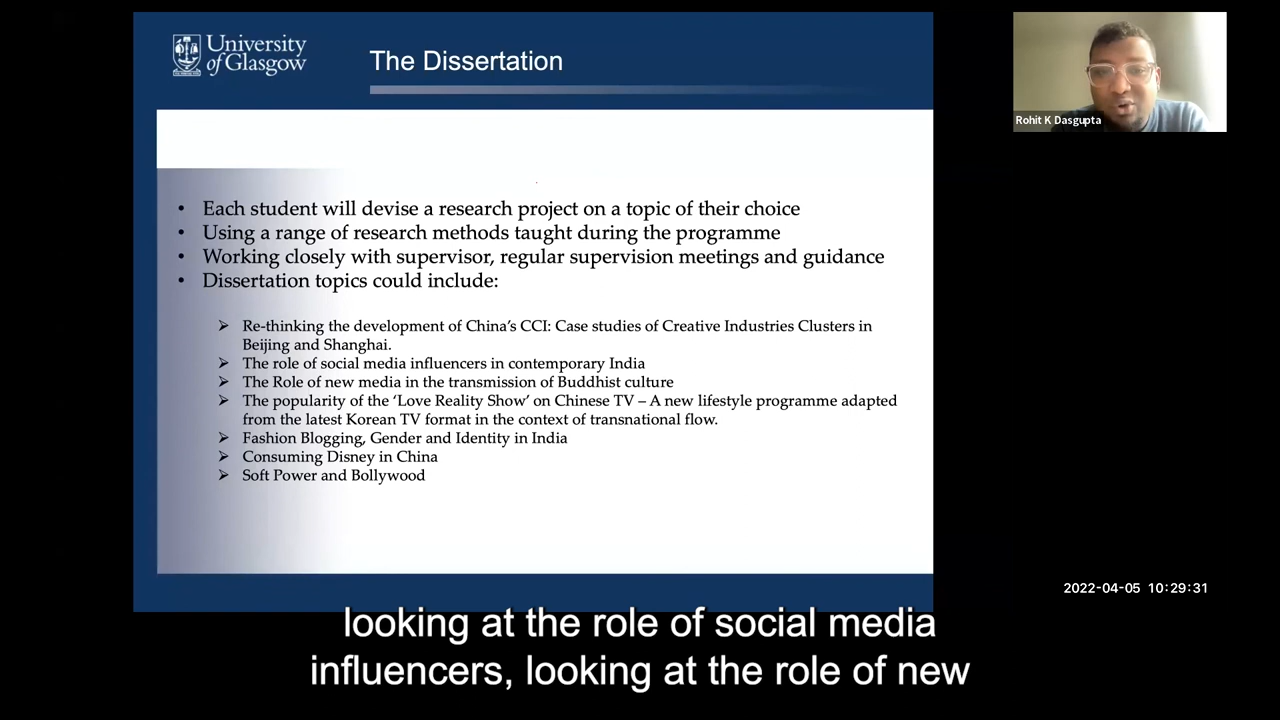 University
of Glasgow
The Dissertation
Rohit K Dasgupta
• Each student will devise a research project on a topic of their choice
• Using a range of research methods taught during the programme
• Working closely with supervisor, regular supervision meetings and guidance
• Dissertation topics could include:
➢ Re-thinking the development of China's CCI: Case studies of Creative Industries Clusters in
Beijing and Shanghai.
➢ The role of social media influencers in contemporary India
➢ The Role of new media in the transmission of Buddhist culture
➢ The popularity of the 'Love Reality Show' on Chinese TV – A new lifestyle programme adapted
from the latest Korean TV format in the context of transnational flow.
➢ Fashion Blogging, Gender and Identity in India
➢ Consuming Disney in China
➢ Soft Power and Bollywood
2022-04-05 10:29:31
looking at the role of social media
influencers, looking at the role of new